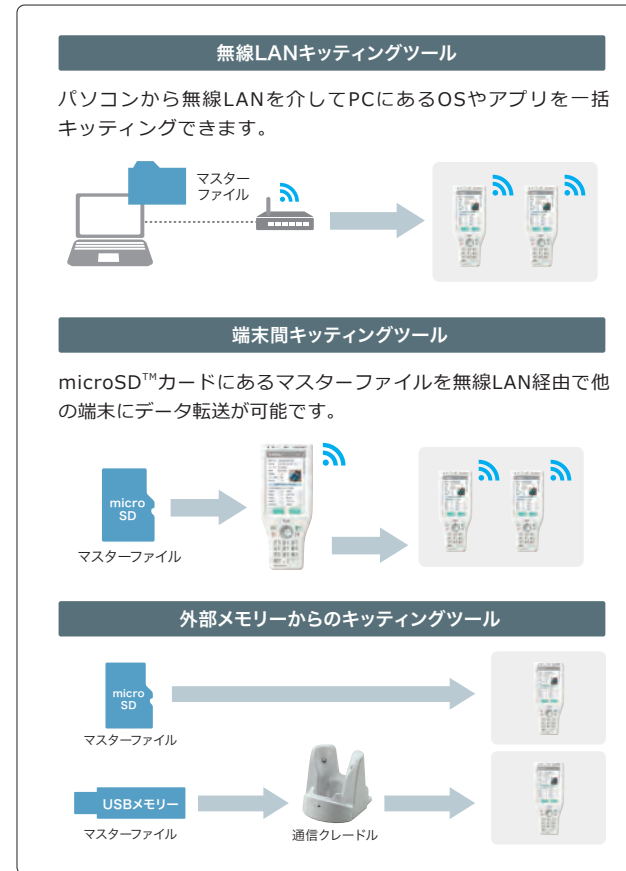 無線LANキッティングツール
パソコンから無線LANを介してPCにあるOSやアプリを一括
キッティングできます。
マスター
ファイル
端末間キッティングツール
microSD™カードにあるマスターファイルを無線LAN経由で他
の端末にデータ転送が可能です。
micro
SD
マスターファイル
外部メモリーからのキッティングツール
micro
SD
マスターファイル
USBメモリー
マスターファイル
通信クレードル